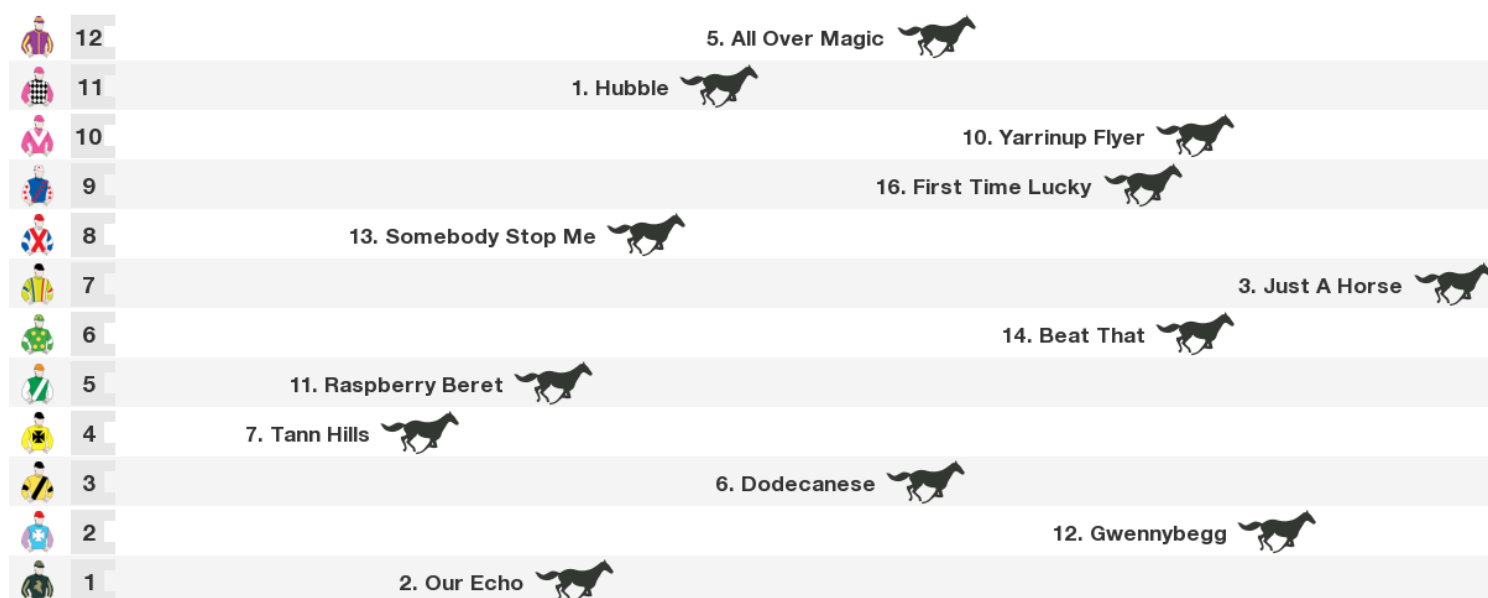 12 5. All Over Magic
11 1. Hubble
10 10. Yarrinup Flyer
9 16. First Time Lucky
8 13. Somebody Stop Me
7 3. Just A Horse
6 14. Beat That
5 11. Raspberry Beret
4 7. Tann Hills
3 6. Dodecanese
2 12. Gwennybegg
1 2. Our Echo